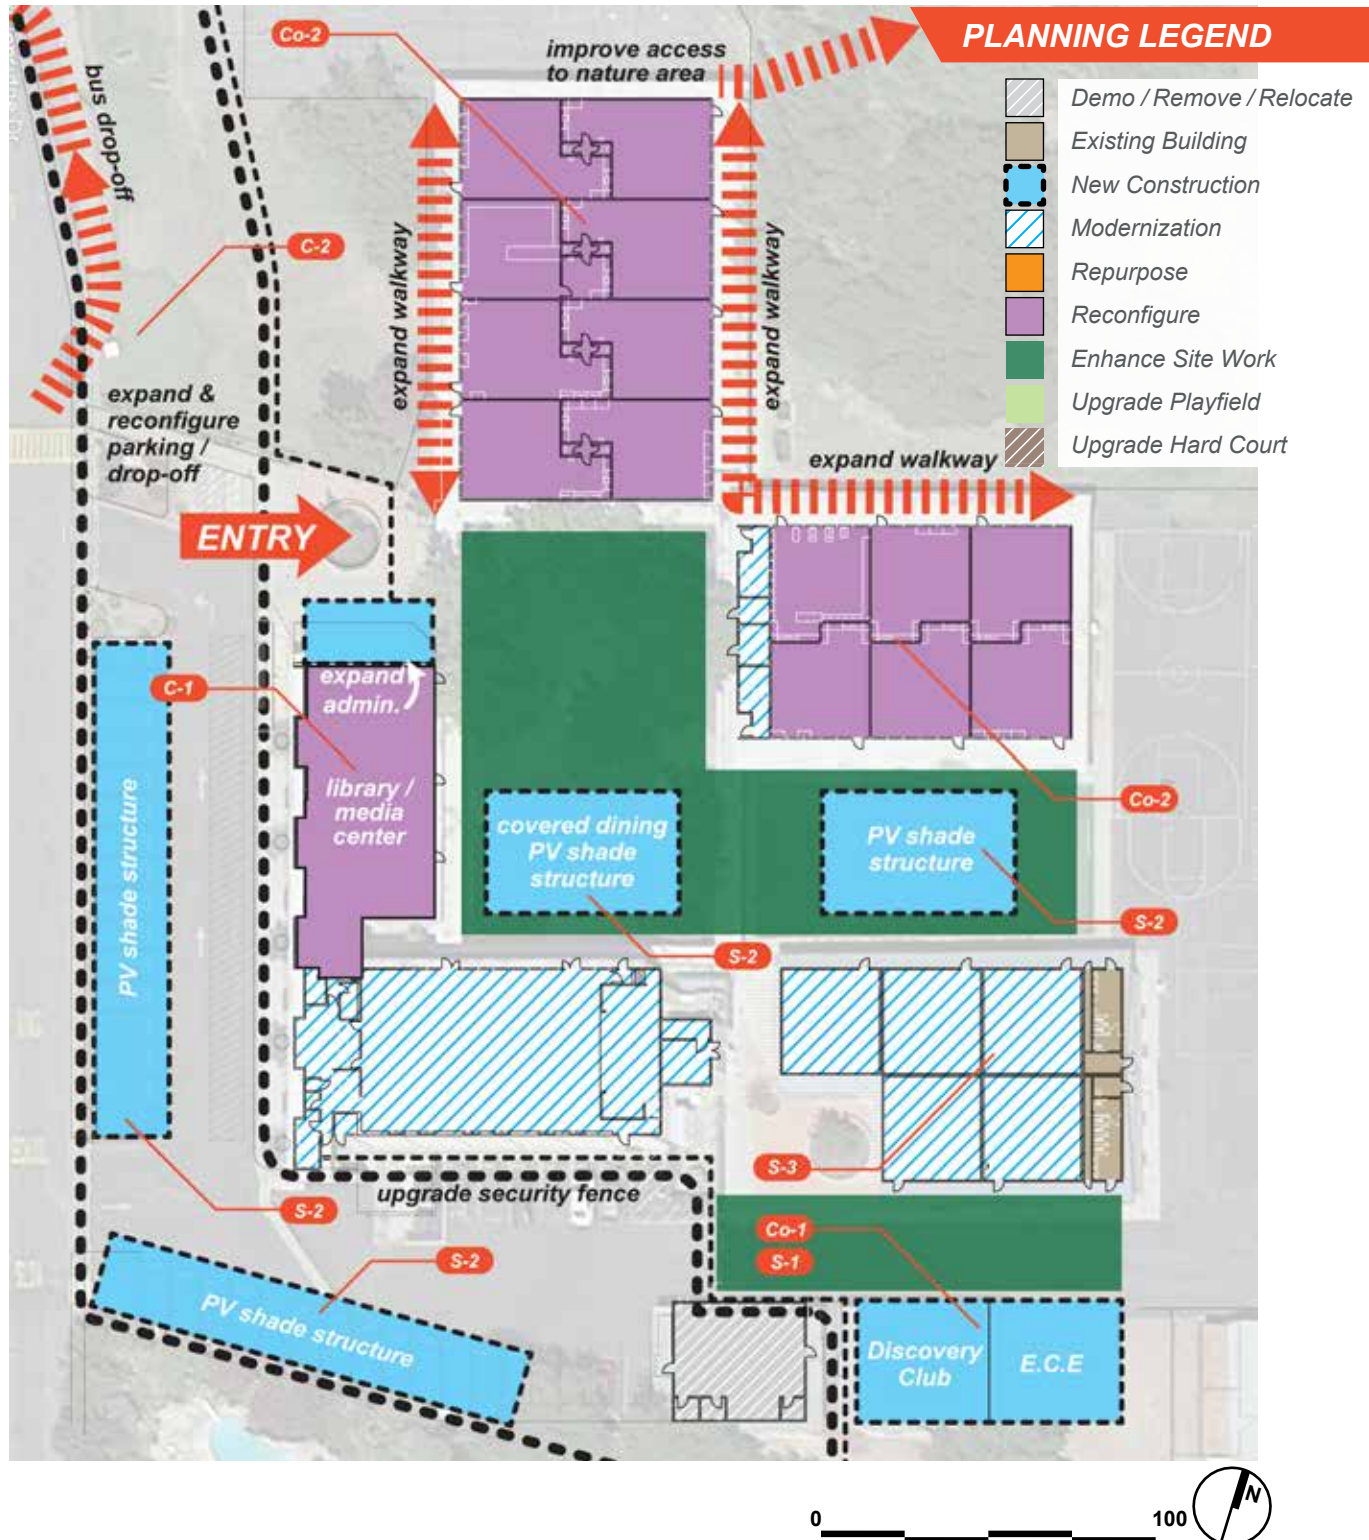 PLANNING LEGEND
Demo / Remove / Relocate
Existing Building
New Construction
Modernization
Repurpose
Reconfigure
Enhance Site Work
Upgrade Playfield
Upgrade Hard Court
Co-2
improve access
to nature area
bus drop-off
C-2
expand walkway
expand walkway
expand &
reconfigure
parking /
drop-off
expand walkway
ENTRY
expand
admin.
C-1
library /
media
center
PV shade structure
covered dining
PV shade
structure
PV shade
structure
Co-2
S-2
S-2
S-3
upgrade security fence
S-2
S-2
PV shade structure
Co-1
S-1
Discovery
Club
E.C.E
0
100
N